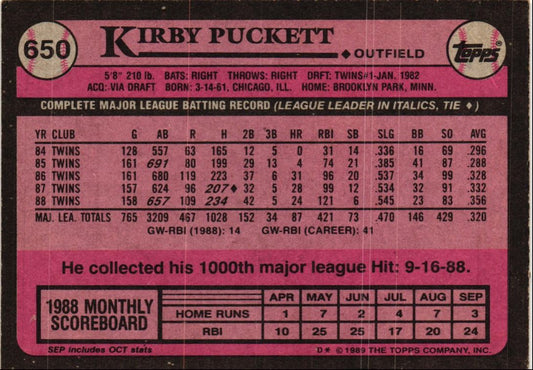 650
KIRBY PUCKETT
◆ OUTFIELD
TOPPS
5'8" 210 lb. BATS: RIGHT THROWS: RIGHT DRFT: TWINS#1-JAN. 1982
ACQ: VIA DRAFT BORN: 3-14-61, CHICAGO, ILL. HOME: BROOKLYN PARK, MINN.
COMPLETE MAJOR LEAGUE BATTING RECORD (LEAGUE LEADER IN ITALICS, TIE ♦)
YR CLUB G AB R H 2B 3B HR RBI SB SLG BB SO AVG
84 TWINS 128 557 63 165 12 5 0 31 14 .336 16 69 .296
85 TWINS 161 691 80 199 29 13 4 74 21 .385 41 87 .288
86 TWINS 161 680 119 223 37 6 31 96 20 .537 34 99 .328
87 TWINS 157 624 96 207♦ 32 5 28 99 12 .534 32 91 .332
88 TWINS 158 657 109 234 42 5 24 121 6 .545 23 83 .356
MAJ. LEA. TOTALS 765 3209 467 1028 152 34 87 421 73 .470 146 429 .320
GW-RBI (1988): 14 GW-RBI (CAREER): 41
He collected his 1000th major league Hit: 9-16-88.
1988 MONTHLY SCOREBOARD
APR MAY JUN JUL AUG SEP
HOME RUNS 1 7 2 4 7 3
RBI 10 25 25 17 20 24
SEP includes OCT stats
D* © 1989 THE TOPPS COMPANY, INC.